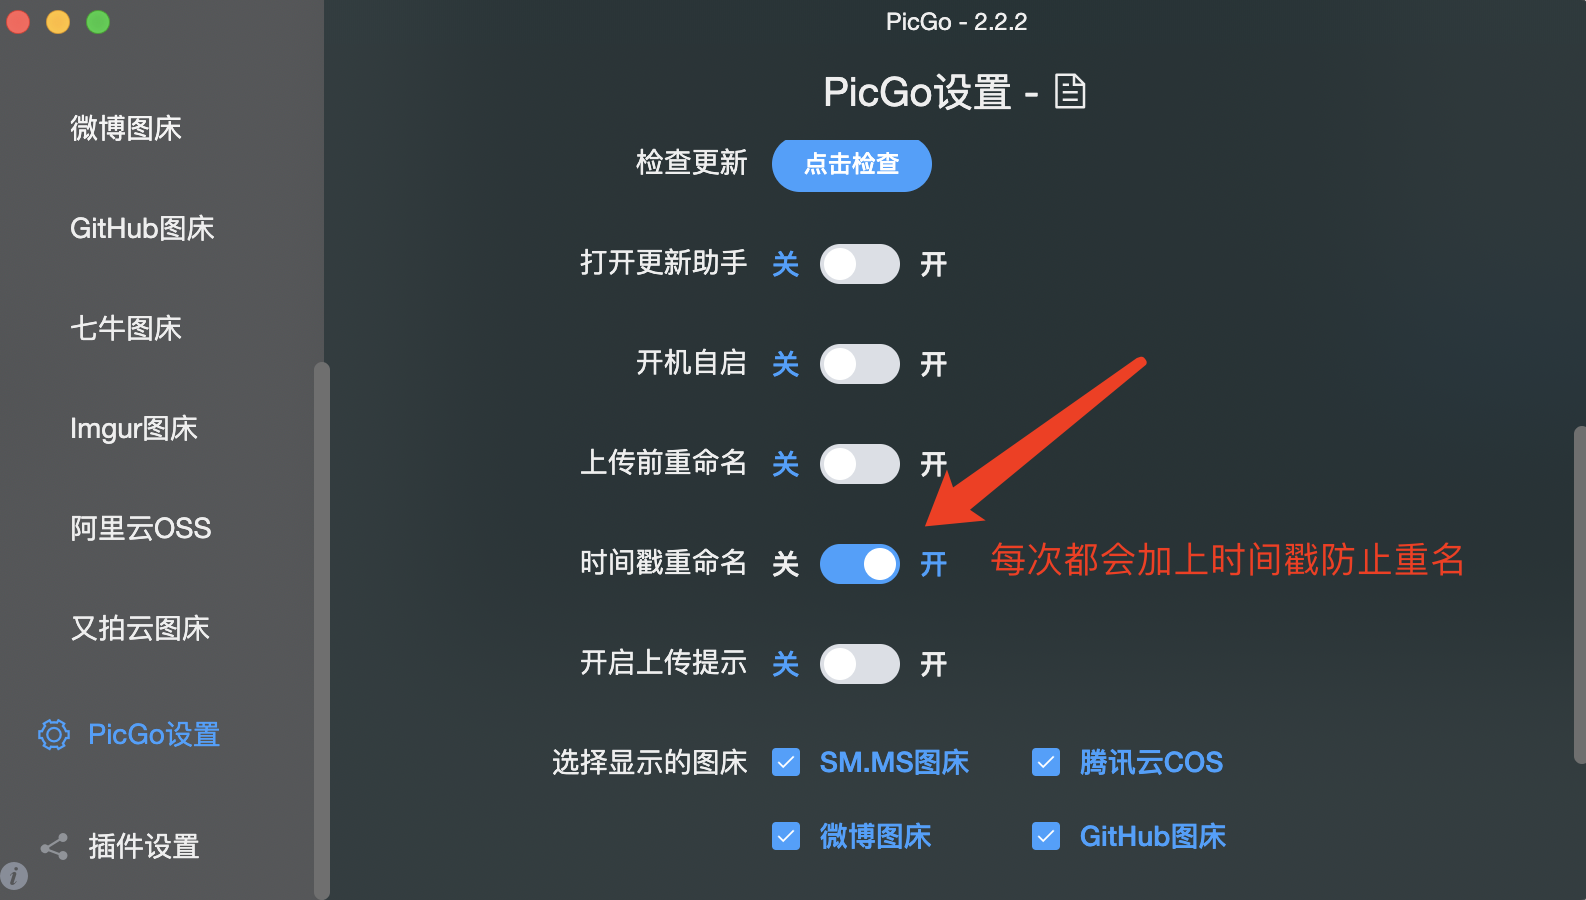 PicGo - 2.2.2
微博图床
GitHub图床
七牛图床
Imgur图床
阿里云OSS
又拍云图床
PicGo设置
插件设置
i
PicGo设置 -
检查更新 点击检查
打开更新助手 关 开
开机自启 关 开
上传前重命名 关 开
时间戳重命名 关 开 每次都会加上时间戳防止重名
开启上传提示 关 开
选择显示的图床 SM.MS图床 腾讯云COS
微博图床 GitHub图床